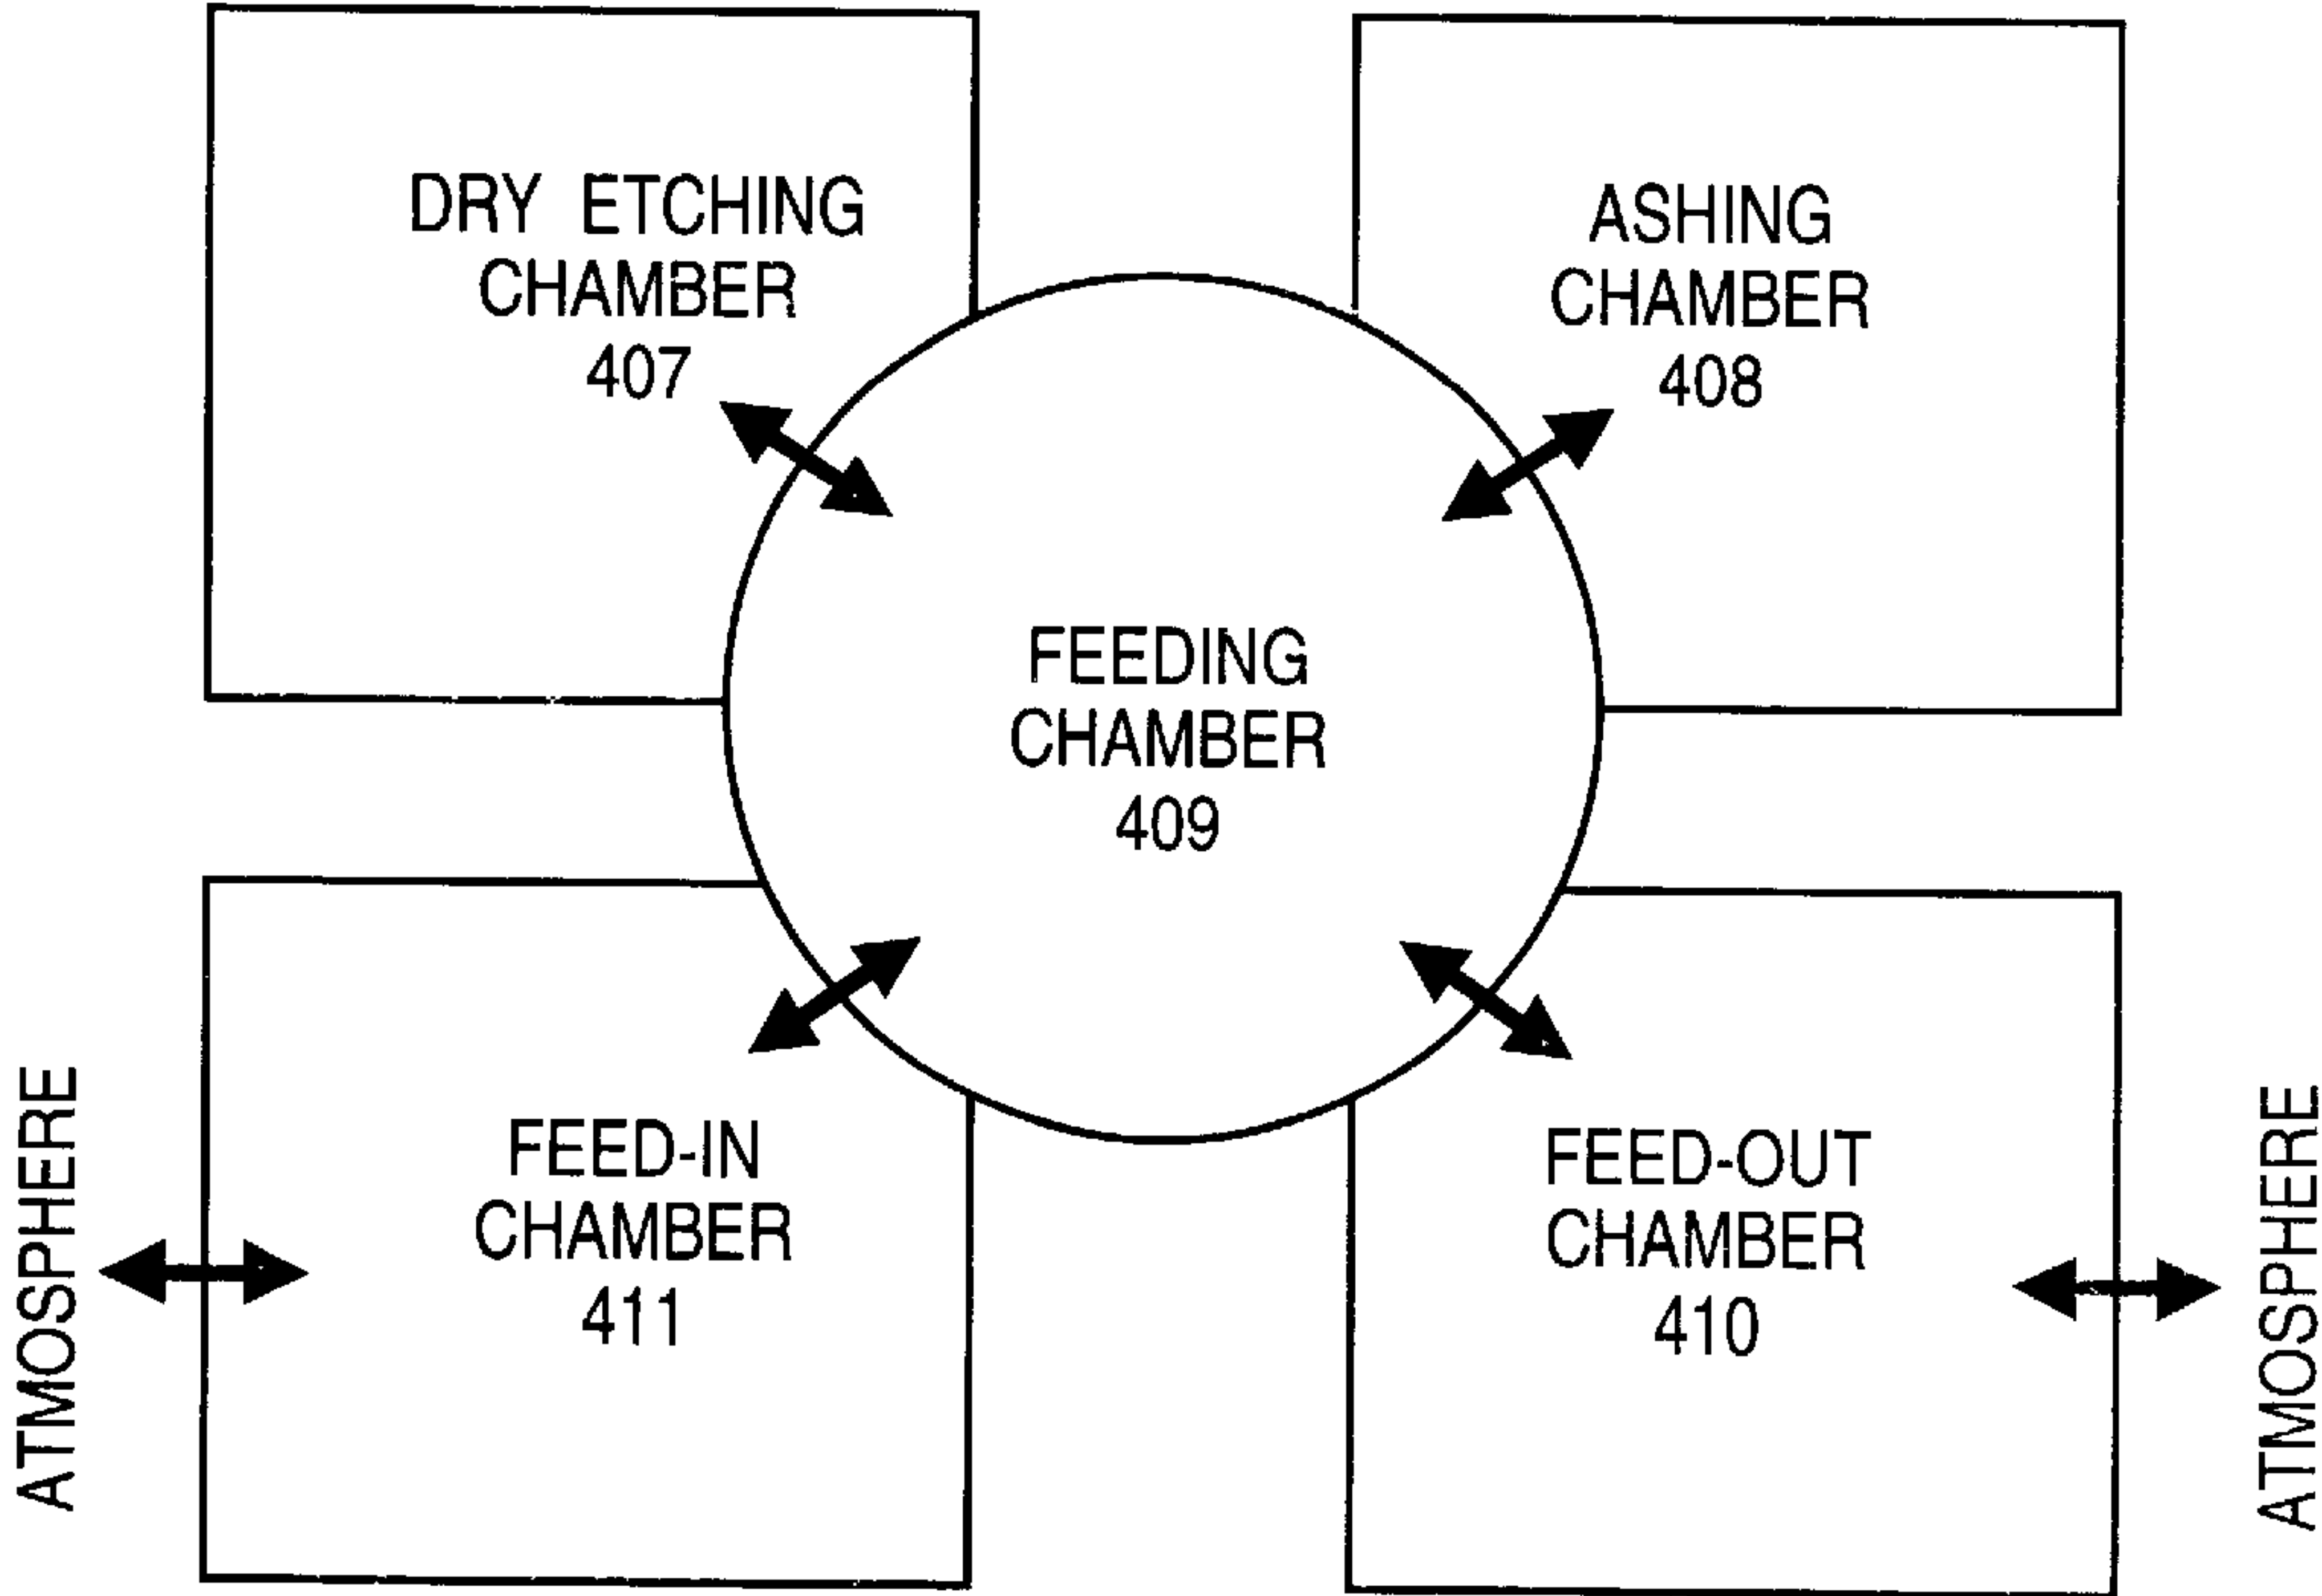 DRY ETCHING
CHAMBER
407
ASHING
CHAMBER
408
FEEDING
CHAMBER
409
ATMOSPHERE
FEED-IN
CHAMBER
411
FEED-OUT
CHAMBER
410
ATMOSPHERE